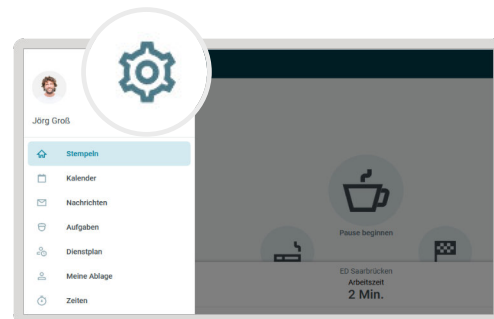 Jörg Groß
Stempeln
Kalender
Nachrichten
Aufgaben
Dienstplan
Meine Ablage
Zeiten
Pause beginnen
ED Saarbrücken
Arbeitszeit
2 Min.